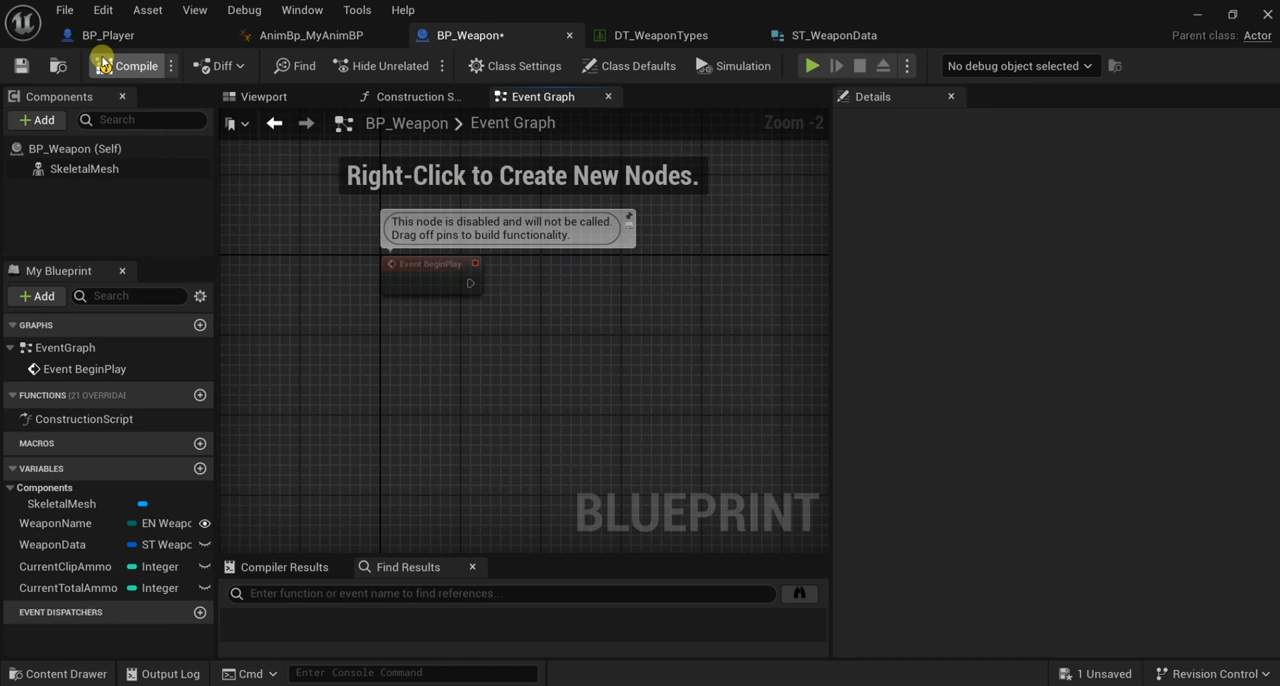 File Edit Asset View Debug Window Tools Help
BP_Player AnimBp_MyAnimBP BP_Weapon* DT_WeaponTypes ST_WeaponData Parent class: Actor
Compile Diff Find Hide Unrelated Class Settings Class Defaults Simulation No debug object selected
Components Viewport Construction S... Event Graph Details
+ Add Search BP_Weapon > Event Graph Zoom -2
BP_Weapon (Self)
SkeletalMesh
Right-Click to Create New Nodes.
This node is disabled and will not be called.
Drag off pins to build functionality.
Event BeginPlay
My Blueprint
+ Add Search
GRAPHS
EventGraph
Event BeginPlay
FUNCTIONS (21 OVERRIDAI
ConstructionScript
MACROS
VARIABLES
Components
SkeletalMesh
WeaponName EN Weapc
WeaponData ST Weapc
CurrentClipAmmo Integer
CurrentTotalAmmo Integer
EVENT DISPATCHERS
BLUEPRINT
Compiler Results Find Results
Enter function or event name to find references...
Content Drawer Output Log Cmd Enter Console Command 1 Unsaved Revision Control